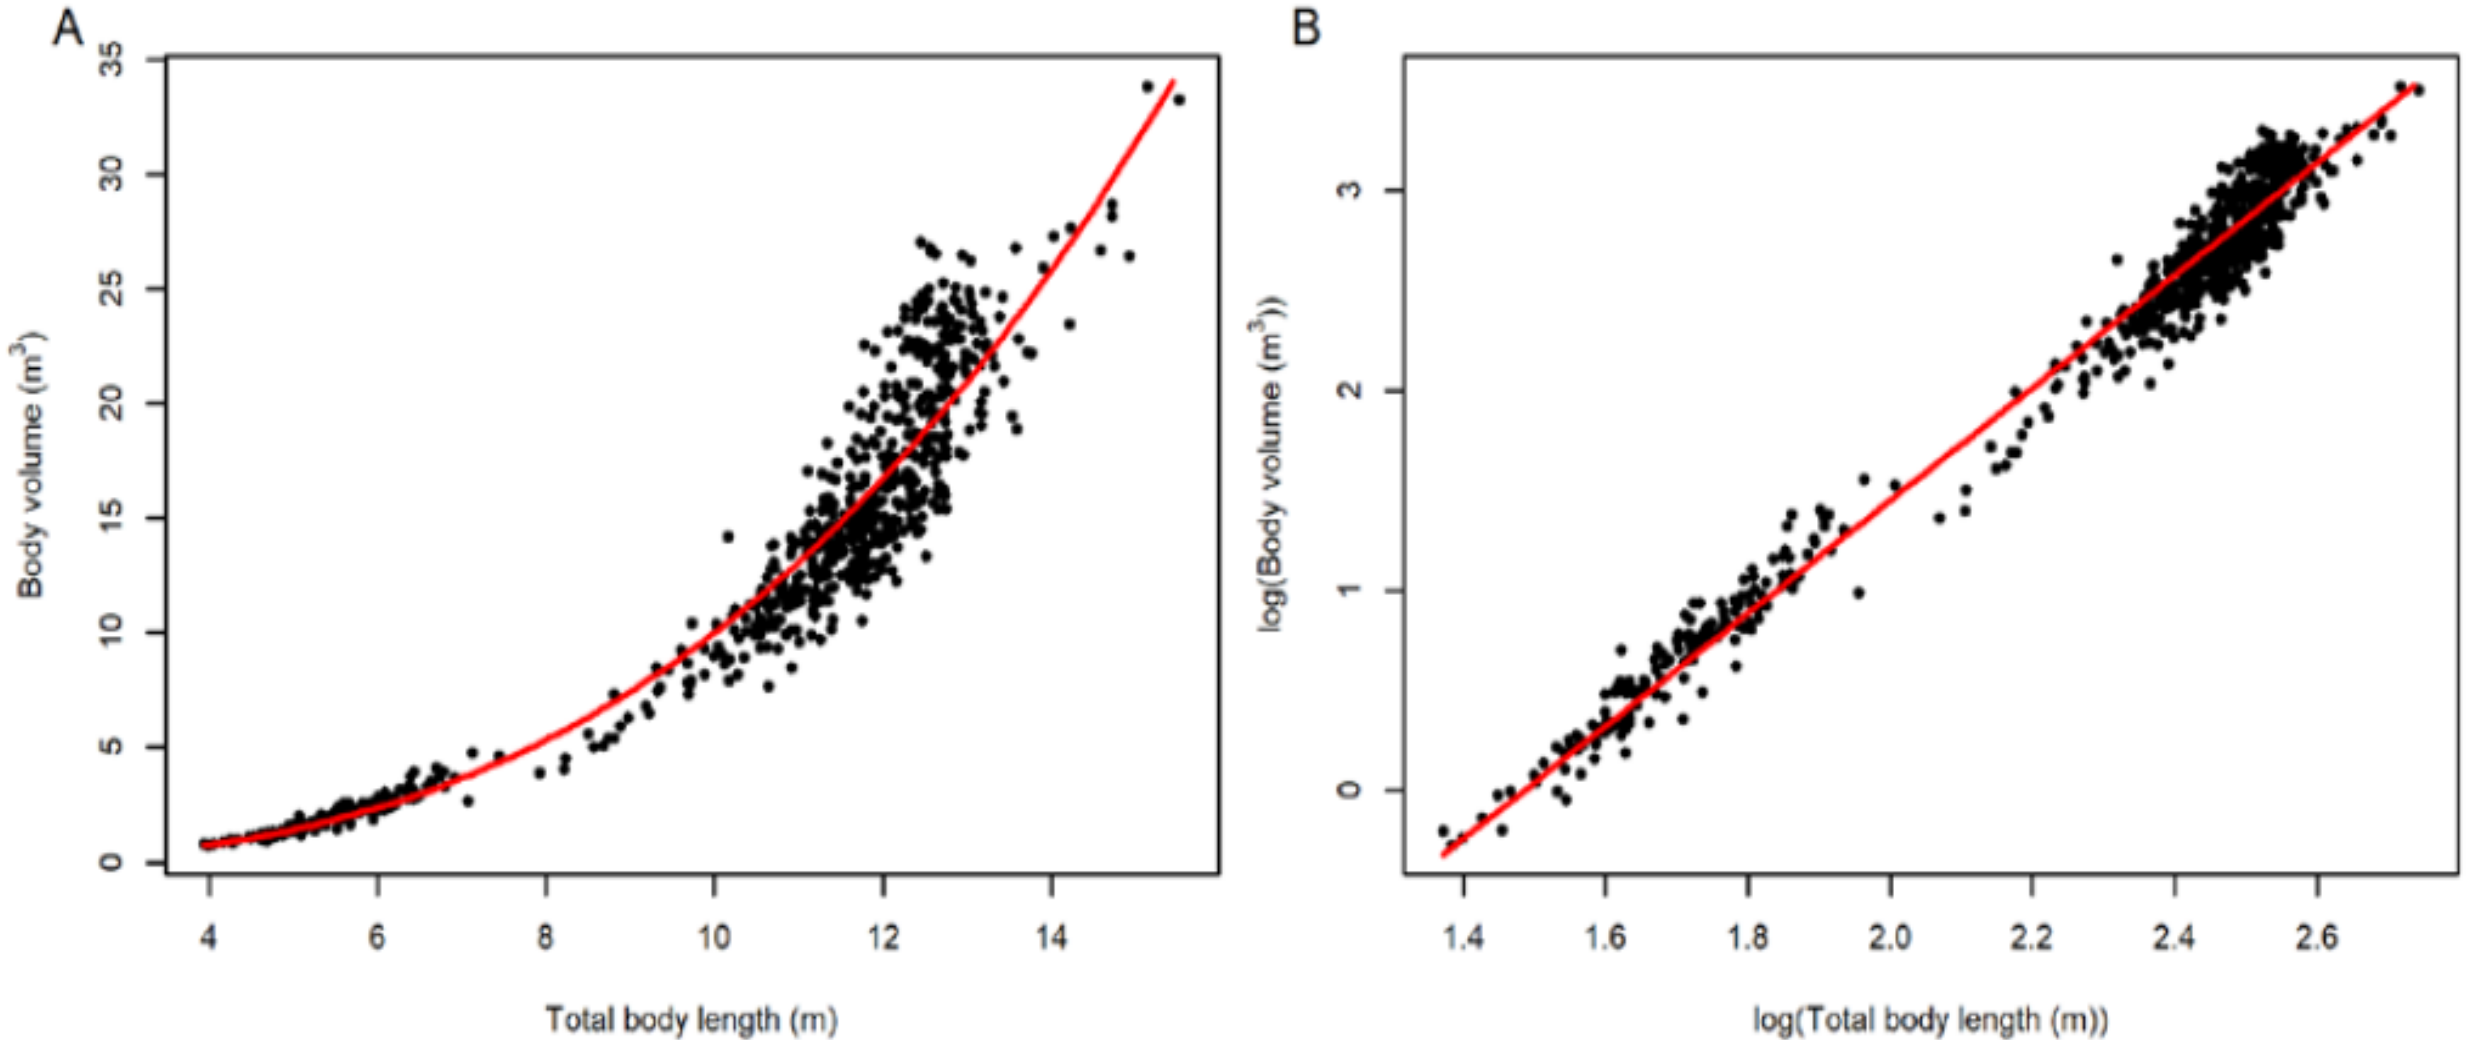 A
B
35
30
25
20
15
10
5
0
Body volume (m³)
4 6 8 10 12 14
Total body length (m)
3
2
1
0
log(Body volume (m³))
1.4 1.6 1.8 2.0 2.2 2.4 2.6
log(Total body length (m))